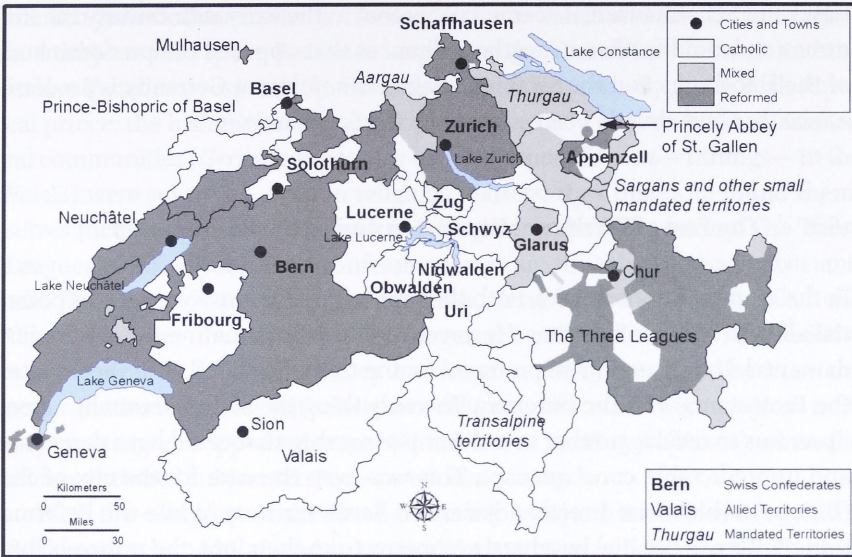 Schaffhausen
Mulhausen
Lake Constance
Cities and Towns
Catholic
Mixed
Reformed
Basel
Aargau
Thurgau
Prince-Bishopric of Basel
Zurich
Princely Abbey
of St. Gallen
Solothurn
Lake Zurich
Appenzell
Zug
Sargans and other small
mandated territories
Neuchâtel
Lucerne
Lake Lucerne
Schwyz
Glarus
Bern
Nidwalden
Obwalden
Chur
Lake Neuchâtel
Fribourg
Uri
The Three Leagues
Lake Geneva
Sion
Transalpine
territories
Geneva
Valais
Kilometers
0 50
Miles
0 30
N
W E
S
Bern Swiss Confederates
Valais Allied Territories
Thurgau Mandated Territories